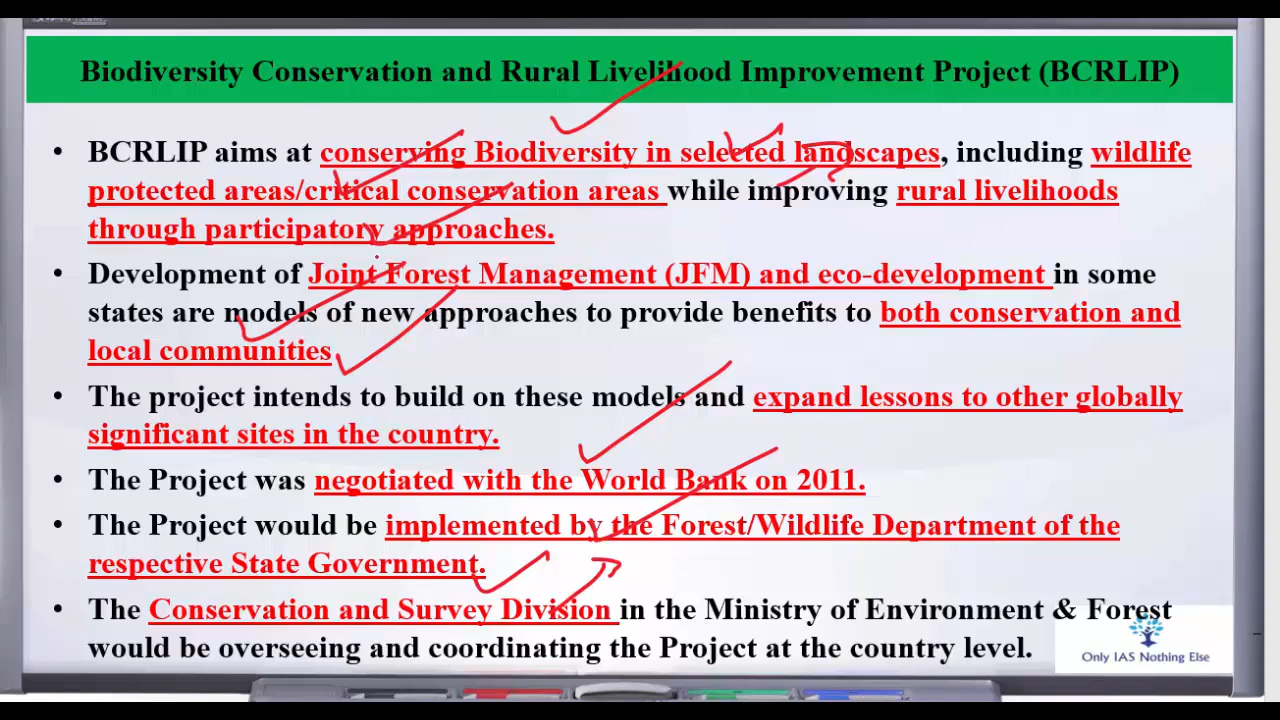 Biodiversity Conservation and Rural Livelihood Improvement Project (BCRLIP)
• BCRLIP aims at conserving Biodiversity in selected landscapes, including wildlife
protected areas/critical conservation areas while improving rural livelihoods
through participatory approaches.
• Development of Joint Forest Management (JFM) and eco-development in some
states are models of new approaches to provide benefits to both conservation and
local communities
• The project intends to build on these models and expand lessons to other globally
significant sites in the country.
• The Project was negotiated with the World Bank on 2011.
• The Project would be implemented by the Forest/Wildlife Department of the
respective State Government.
• The Conservation and Survey Division in the Ministry of Environment & Forest
would be overseeing and coordinating the Project at the country level.
Only IAS Nothing Else